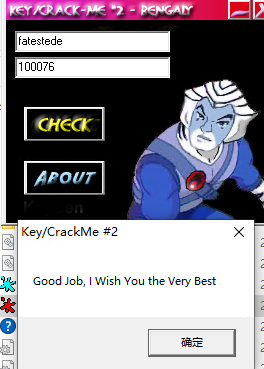 KEY/CRACK-ME #2 - BENGALY
fatestede
100076
CHECK
ABOUT
Key/CrackMe #2
Good Job, I Wish You the Very Best
确定